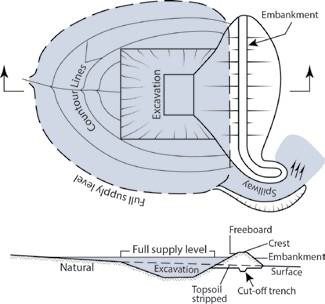 Embankment
Countour Lines
Excavation
Full supply level
Spillway
Freeboard
Full supply level
Crest
Embankment
Natural
Excavation
Surface
Topsoil
stripped
Cut-off trench